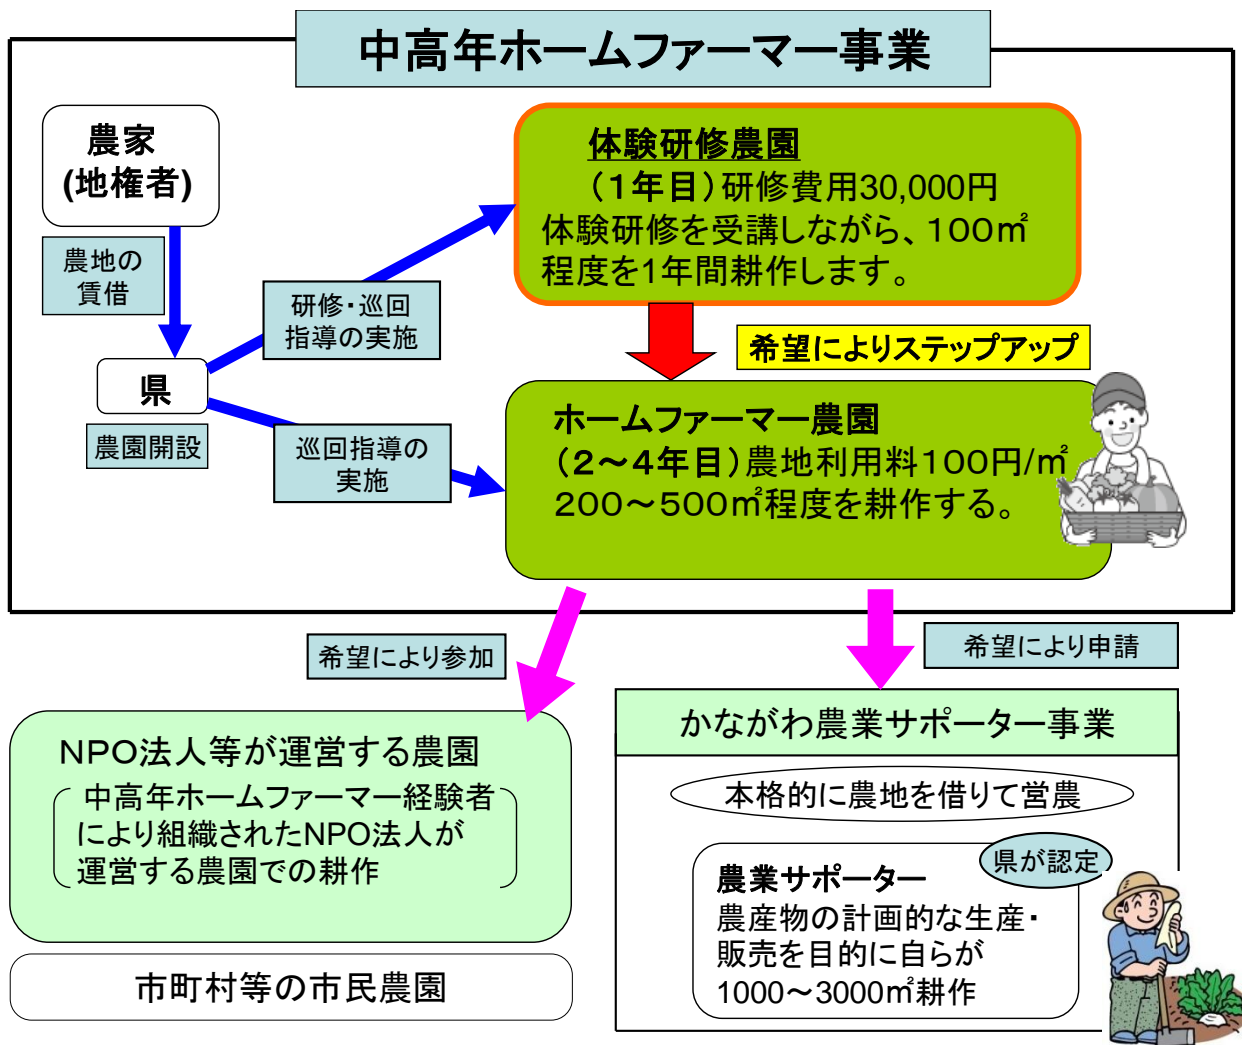 中高年ホームファーマー事業
農家
(地権者)
農地の
賃借
県
農園開設
研修・巡回
指導の実施
巡回指導の
実施
体験研修農園
(1年目)研修費用30,000円
体験研修を受講しながら、100㎡
程度を1年間耕作します。
希望によりステップアップ
ホームファーマー農園
(2～4年目)農地利用料100円/㎡
200～500㎡程度を耕作する。
希望により参加
希望により申請
NPO法人等が運営する農園
中高年ホームファーマー経験者
により組織されたNPO法人が
運営する農園での耕作
市町村等の市民農園
かながわ農業サポーター事業
本格的に農地を借りて営農
県が認定
農業サポーター
農産物の計画的な生産・
販売を目的に自らが
1000～3000㎡耕作